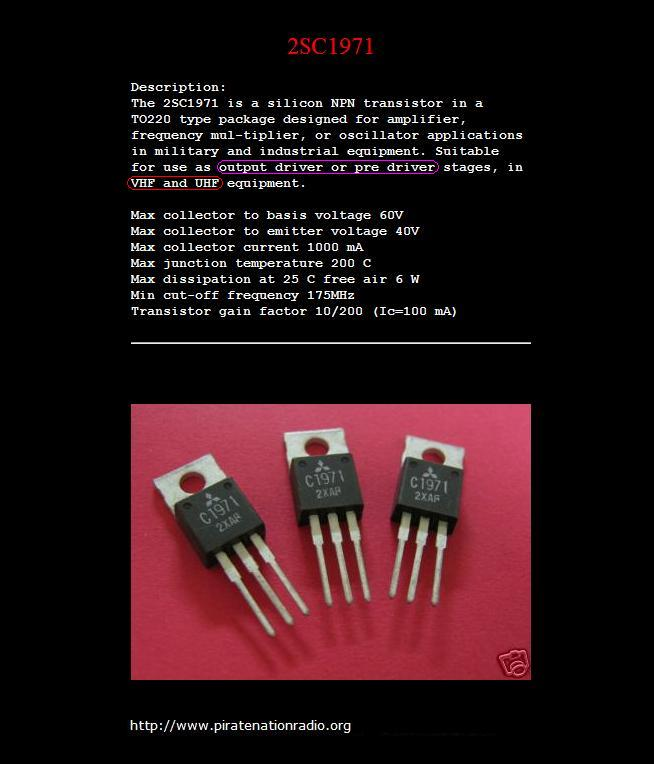 2SC1971
Description:
The 2SC1971 is a silicon NPN transistor in a
TO220 type package designed for amplifier,
frequency mul-tiplier, or oscillator applications
in military and industrial equipment. Suitable
for use as output driver or pre driver stages, in
VHF and UHF equipment.
Max collector to basis voltage 60V
Max collector to emitter voltage 40V
Max collector current 1000 mA
Max junction temperature 200 C
Max dissipation at 25 C free air 6 W
Min cut-off frequency 175MHz
Transistor gain factor 10/200 (Ic=100 mA)
C1971
2XAR
C1971
2XAR
C1971
2XAR
http://www.piratenationradio.org